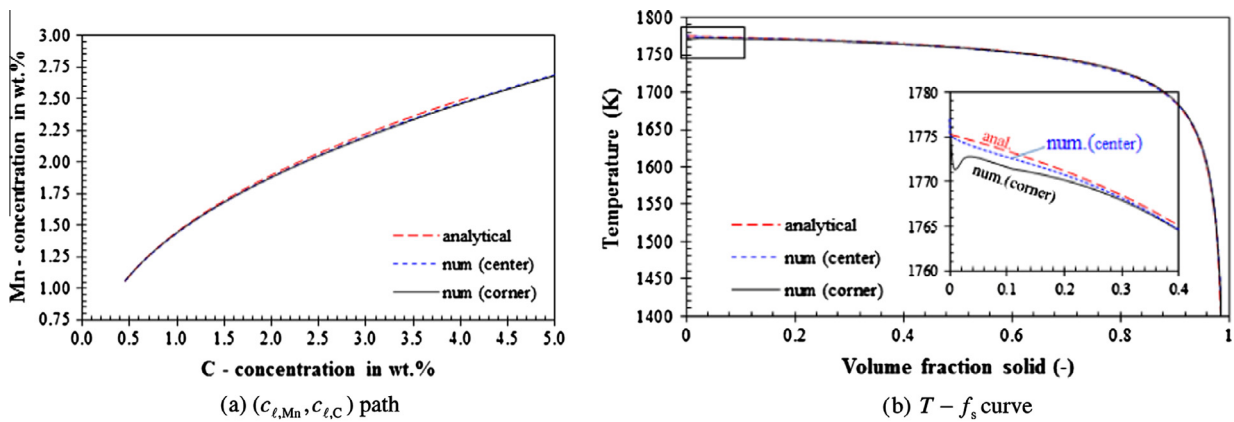 Mn - concentration in wt.%
3.00
2.75
2.50
2.25
2.00
1.75
1.50
1.25
1.00
0.75
analytical
num (center)
num (corner)
0.0 0.5 1.0 1.5 2.0 2.5 3.0 3.5 4.0 4.5 5.0
C - concentration in wt.%
(a) (cℓ,Mn, cℓ,C) path
Temperature (K)
1800
1750
1700
1650
1600
1550
1500
1450
1400
1780
1775
1770
1765
1760
anal.
num.(center)
num.(corner)
0 0.1 0.2 0.3 0.4
analytical
num (center)
num (corner)
0 0.2 0.4 0.6 0.8 1
Volume fraction solid (-)
(b) T − fs curve